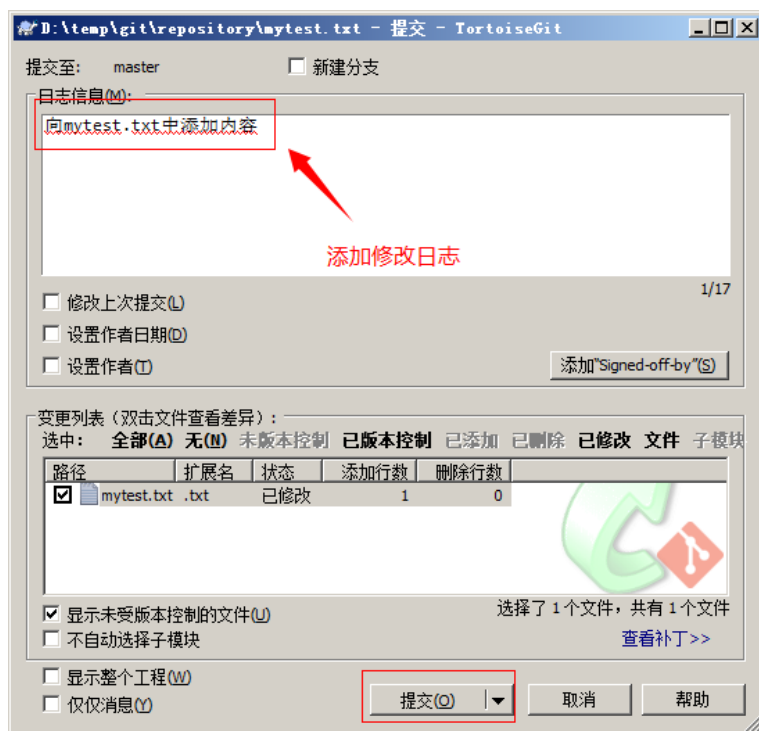 D:\temp\git\repository\mytest.txt - 提交 - TortoiseGit
提交至: master 新建分支
日志信息(M):
向mytest.txt中添加内容
添加修改日志
1/17
修改上次提交(L)
设置作者日期(D)
设置作者(T)
添加"Signed-off-by"(S)
变更列表（双击文件查看差异）:
选中: 全部(A) 无(N) 未版本控制 已版本控制 已添加 已删除 已修改 文件 子模块
路径 扩展名 状态 添加行数 删除行数
mytest.txt .txt 已修改 1 0
显示未受版本控制的文件(U)
选择了1个文件，共有1个文件
不自动选择子模块
查看补丁>>
显示整个工程(W)
仅仅消息(Y)
提交(O) 取消 帮助